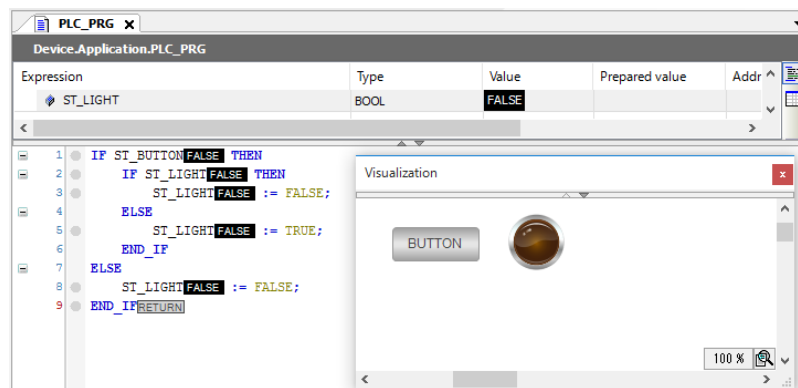 PLC_PRG X
Device.Application.PLC_PRG
Expression Type Value Prepared value Addr
ST_LIGHT BOOL FALSE
1 IF ST_BUTTON FALSE THEN
2 IF ST_LIGHT FALSE THEN
3 ST_LIGHT FALSE := FALSE;
4 ELSE
5 ST_LIGHT FALSE := TRUE;
6 END_IF
7 ELSE
8 ST_LIGHT FALSE := FALSE;
9 END_IF RETURN
Visualization x
BUTTON
100 %